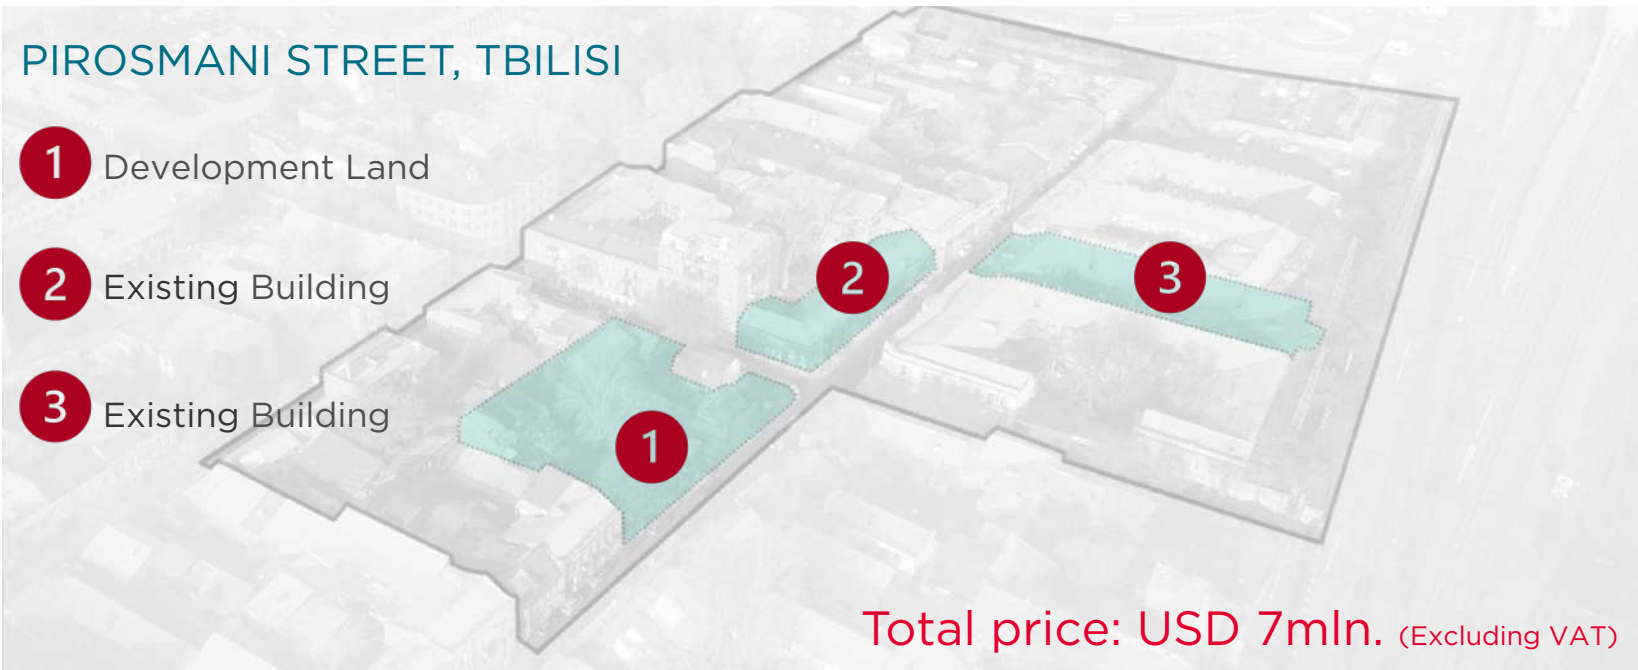 PIROSMANI STREET, TBILISI
1 Development Land
2 Existing Building
3 Existing Building
2
3
1
Total price: USD 7mln. (Excluding VAT)